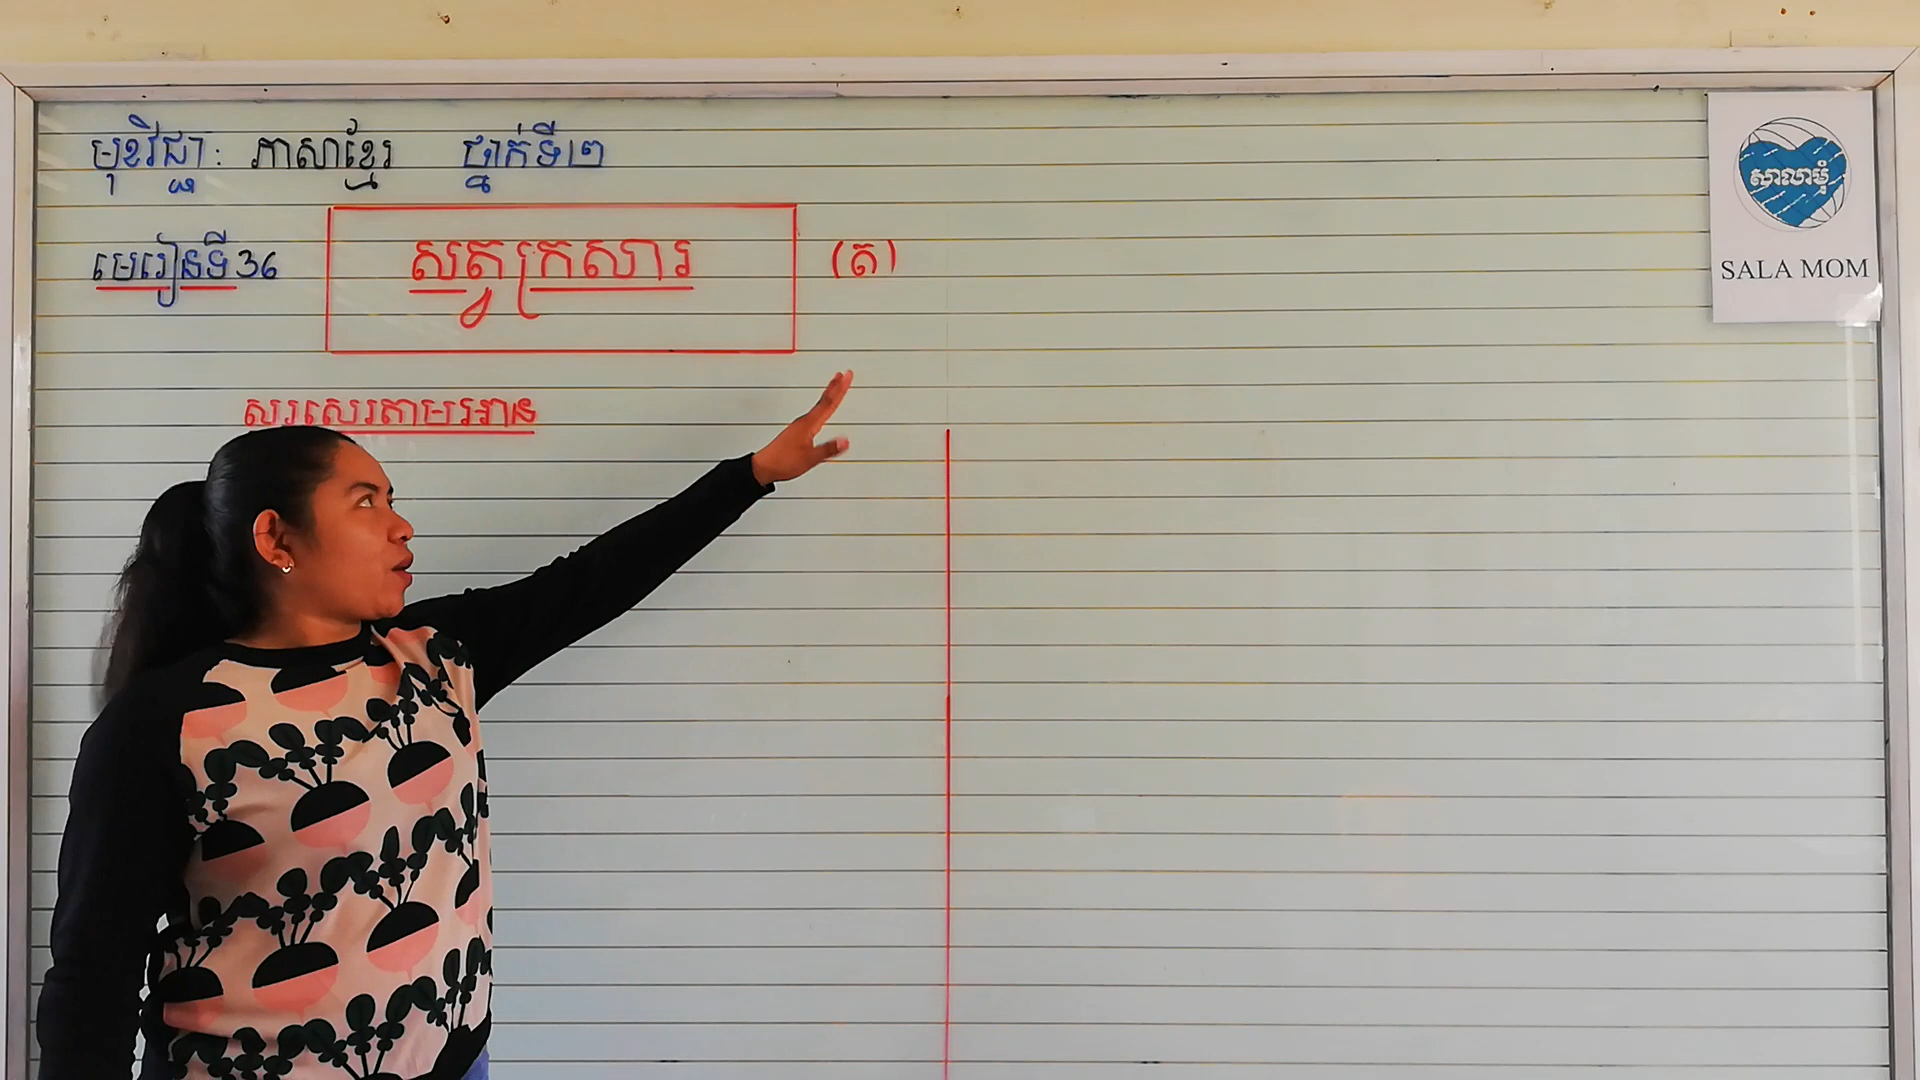 មុខវិជ្ជា : ភាសាខ្មែរ ថ្នាក់ទី២
មេរៀនទី36 សត្វក្រសារ (ត)
សរសេរតាមអាន
សាលាមុំ
SALA MOM